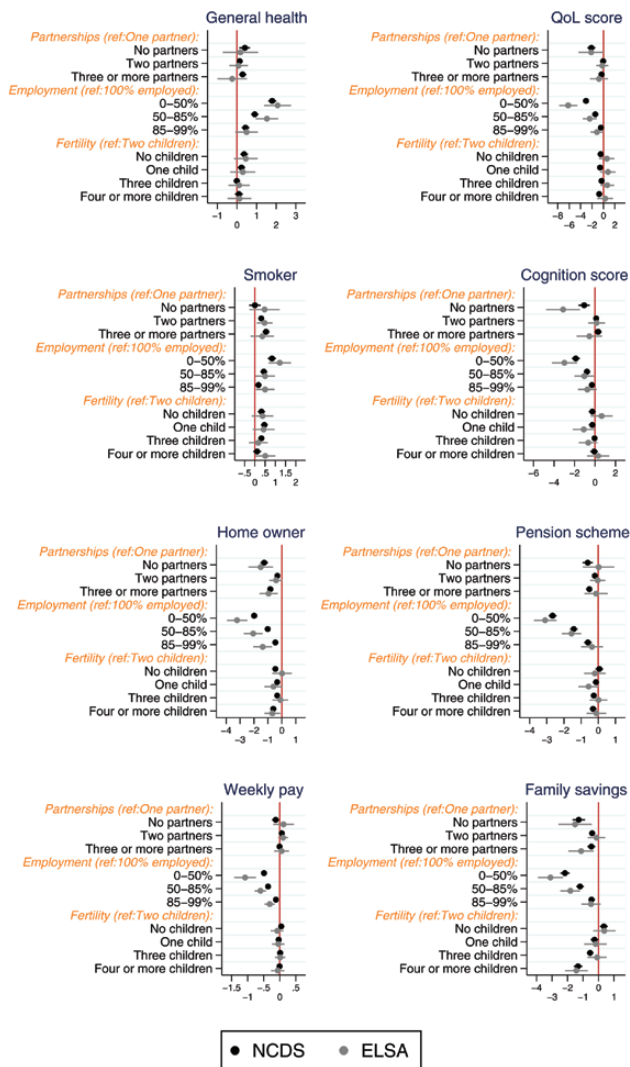 General health
Partnerships (ref:One partner):
No partners
Two partners
Three or more partners
Employment (ref:100% employed):
0–50%
50–85%
85–99%
Fertility (ref:Two children):
No children
One child
Three children
Four or more children
−1 0 1 2 3
QoL score
Partnerships (ref:One partner):
No partners
Two partners
Three or more partners
Employment (ref:100% employed):
0–50%
50–85%
85–99%
Fertility (ref:Two children):
No children
One child
Three children
Four or more children
−8 −6 −4 −2 0 2
Smoker
Partnerships (ref:One partner):
No partners
Two partners
Three or more partners
Employment (ref:100% employed):
0–50%
50–85%
85–99%
Fertility (ref:Two children):
No children
One child
Three children
Four or more children
−.5 0 .5 1 1.5 2
Cognition score
Partnerships (ref:One partner):
No partners
Two partners
Three or more partners
Employment (ref:100% employed):
0–50%
50–85%
85–99%
Fertility (ref:Two children):
No children
One child
Three children
Four or more children
−6 −4 −2 0 2
Home owner
Partnerships (ref:One partner):
No partners
Two partners
Three or more partners
Employment (ref:100% employed):
0–50%
50–85%
85–99%
Fertility (ref:Two children):
No children
One child
Three children
Four or more children
−4 −3 −2 −1 0 1
Pension scheme
Partnerships (ref:One partner):
No partners
Two partners
Three or more partners
Employment (ref:100% employed):
0–50%
50–85%
85–99%
Fertility (ref:Two children):
No children
One child
Three children
Four or more children
−4 −3 −2 −1 0 1
Weekly pay
Partnerships (ref:One partner):
No partners
Two partners
Three or more partners
Employment (ref:100% employed):
0–50%
50–85%
85–99%
Fertility (ref:Two children):
No children
One child
Three children
Four or more children
−1.5 −1 −.5 0 .5
Family savings
Partnerships (ref:One partner):
No partners
Two partners
Three or more partners
Employment (ref:100% employed):
0–50%
50–85%
85–99%
Fertility (ref:Two children):
No children
One child
Three children
Four or more children
−4 −3 −2 −1 0 1
NCDS ELSA